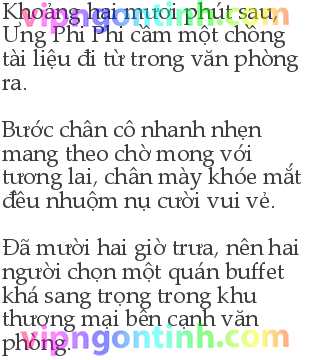 vipngontinh.com
Khoảng hai mươi phút sau,
Ưng Phi Phi cầm một chồng
tài liệu đi từ trong văn phòng
ra.
Bước chân cô nhanh nhẹn
mang theo chờ mong với
tương lai, chân mày khóe mắt
đều nhuộm nụ cười vui vẻ.
Đã mười hai giờ trưa, nên hai
người chọn một quán buffet
khá sang trọng trong khu
thương mại bên cạnh văn
phòng.
vipngontinh.com